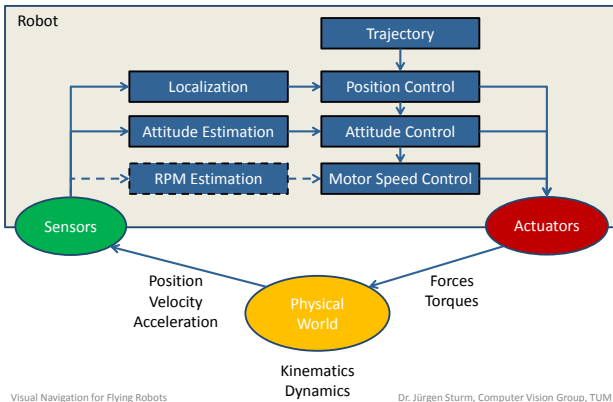 Robot
Trajectory
Localization
Position Control
Attitude Estimation
Attitude Control
RPM Estimation
Motor Speed Control
Sensors
Actuators
Position
Velocity
Acceleration
Forces
Torques
Physical
World
Kinematics
Dynamics
Visual Navigation for Flying Robots
Dr. Jürgen Sturm, Computer Vision Group, TUM